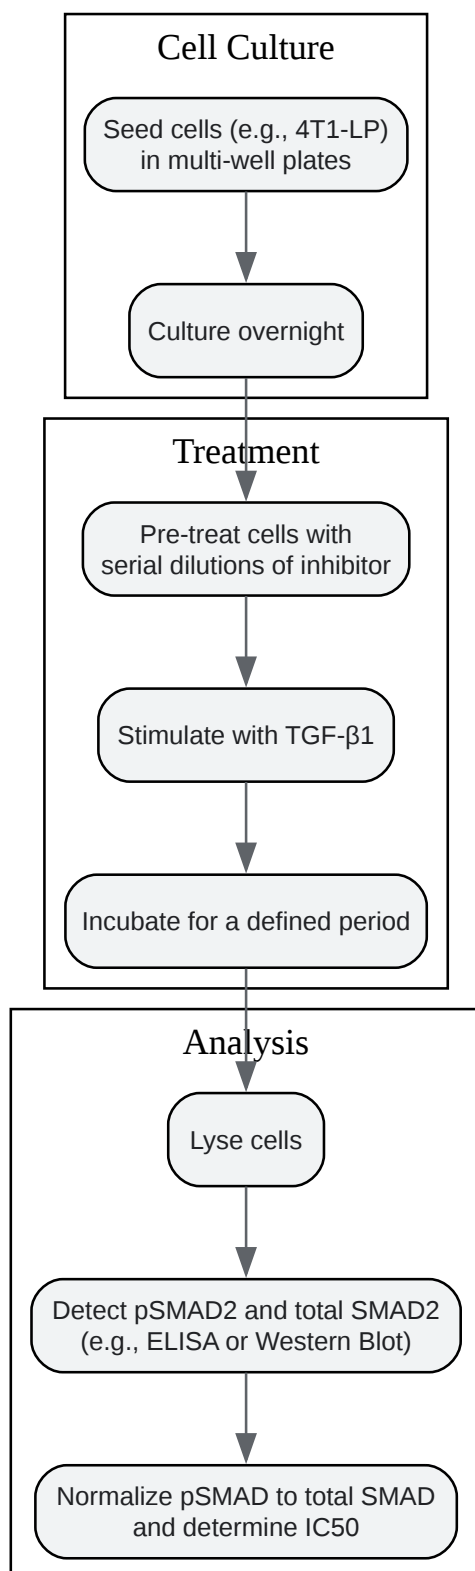 Cell Culture
Seed cells (e.g., 4T1-LP)
in multi-well plates
Culture overnight
Treatment
Pre-treat cells with
serial dilutions of inhibitor
Stimulate with TGF-β1
Incubate for a defined period
Analysis
Lyse cells
Detect pSMAD2 and total SMAD2
(e.g., ELISA or Western Blot)
Normalize pSMAD to total SMAD
and determine IC50